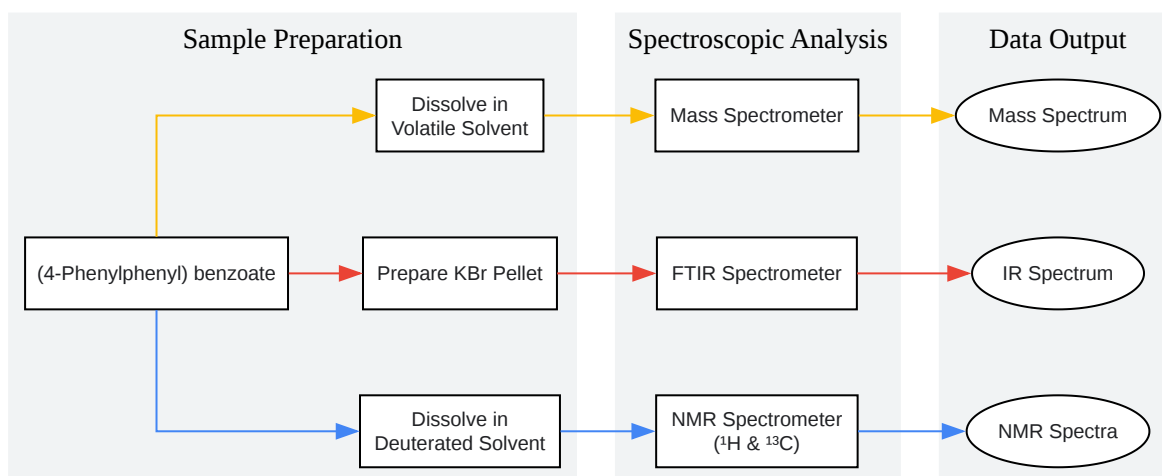 Sample Preparation
Spectroscopic Analysis
Data Output
Dissolve in
Volatile Solvent
Mass Spectrometer
Mass Spectrum
(4-Phenylphenyl) benzoate
Prepare KBr Pellet
FTIR Spectrometer
IR Spectrum
Dissolve in
Deuterated Solvent
NMR Spectrometer
(¹H & ¹³C)
NMR Spectra